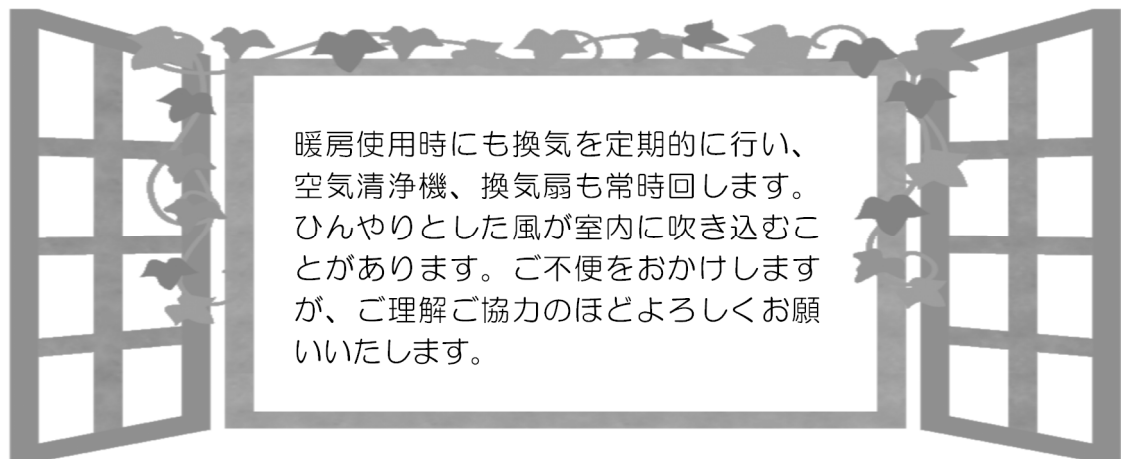 暖房使用時にも換気を定期的に行い、
空気清浄機、換気扇も常時回します。
ひんやりとした風が室内に吹き込むこ
とがあります。ご不便をおかけします
が、ご理解ご協力のほどよろしくお願
いいたします。